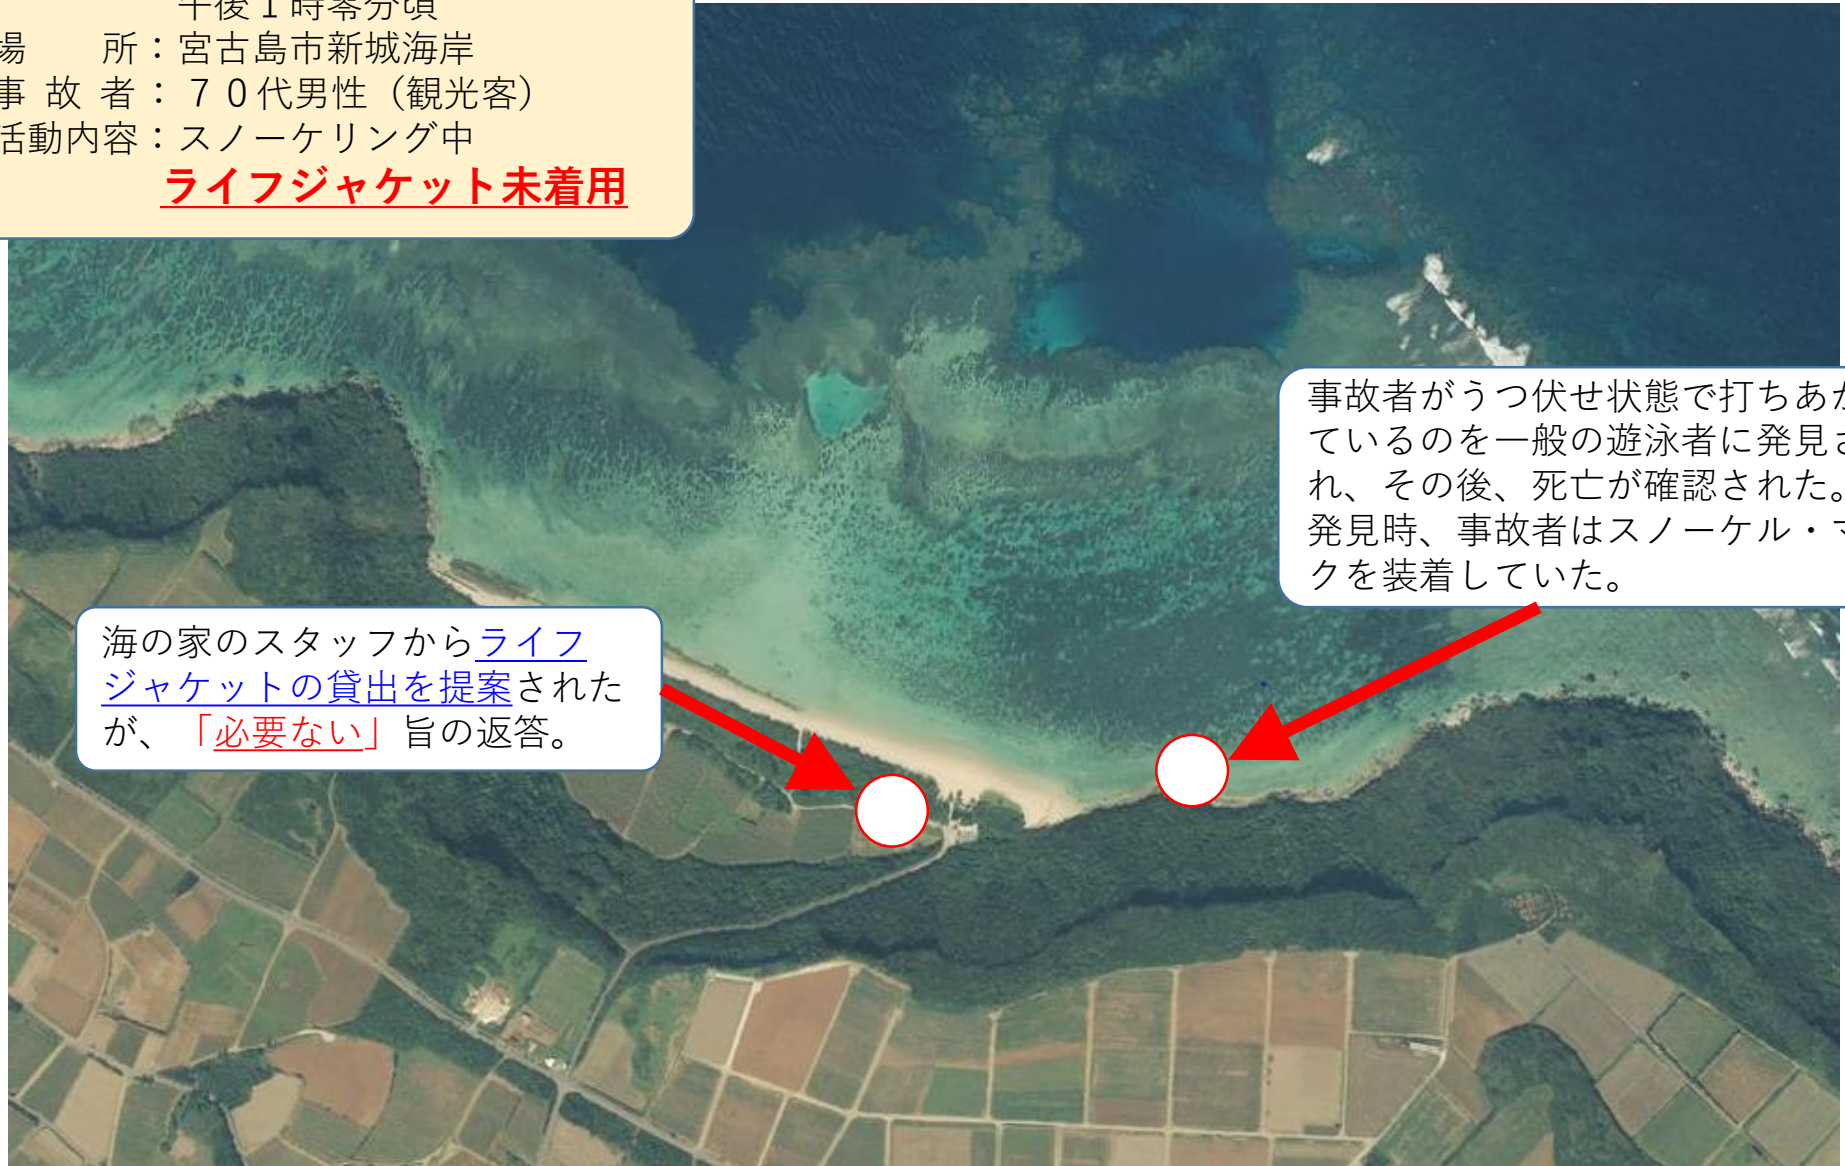 午後１時零分頃
場　　所：宮古島市新城海岸
事 故 者：７０代男性（観光客）
活動内容：スノーケリング中
ライフジャケット未着用
事故者がうつ伏せ状態で打ちあが
ているのを一般の遊泳者に発見さ
れ、その後、死亡が確認された。
発見時、事故者はスノーケル・マ
クを装着していた。
海の家のスタッフからライフ
ジャケットの貸出を提案された
が、「必要ない」旨の返答。